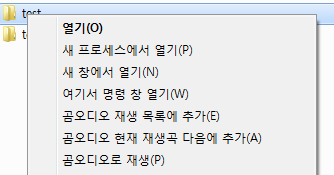 test
열기(O)
새 프로세스에서 열기(P)
새 창에서 열기(N)
여기서 명령 창 열기(W)
곰오디오 재생 목록에 추가(E)
곰오디오 현재 재생곡 다음에 추가(A)
곰오디오로 재생(P)